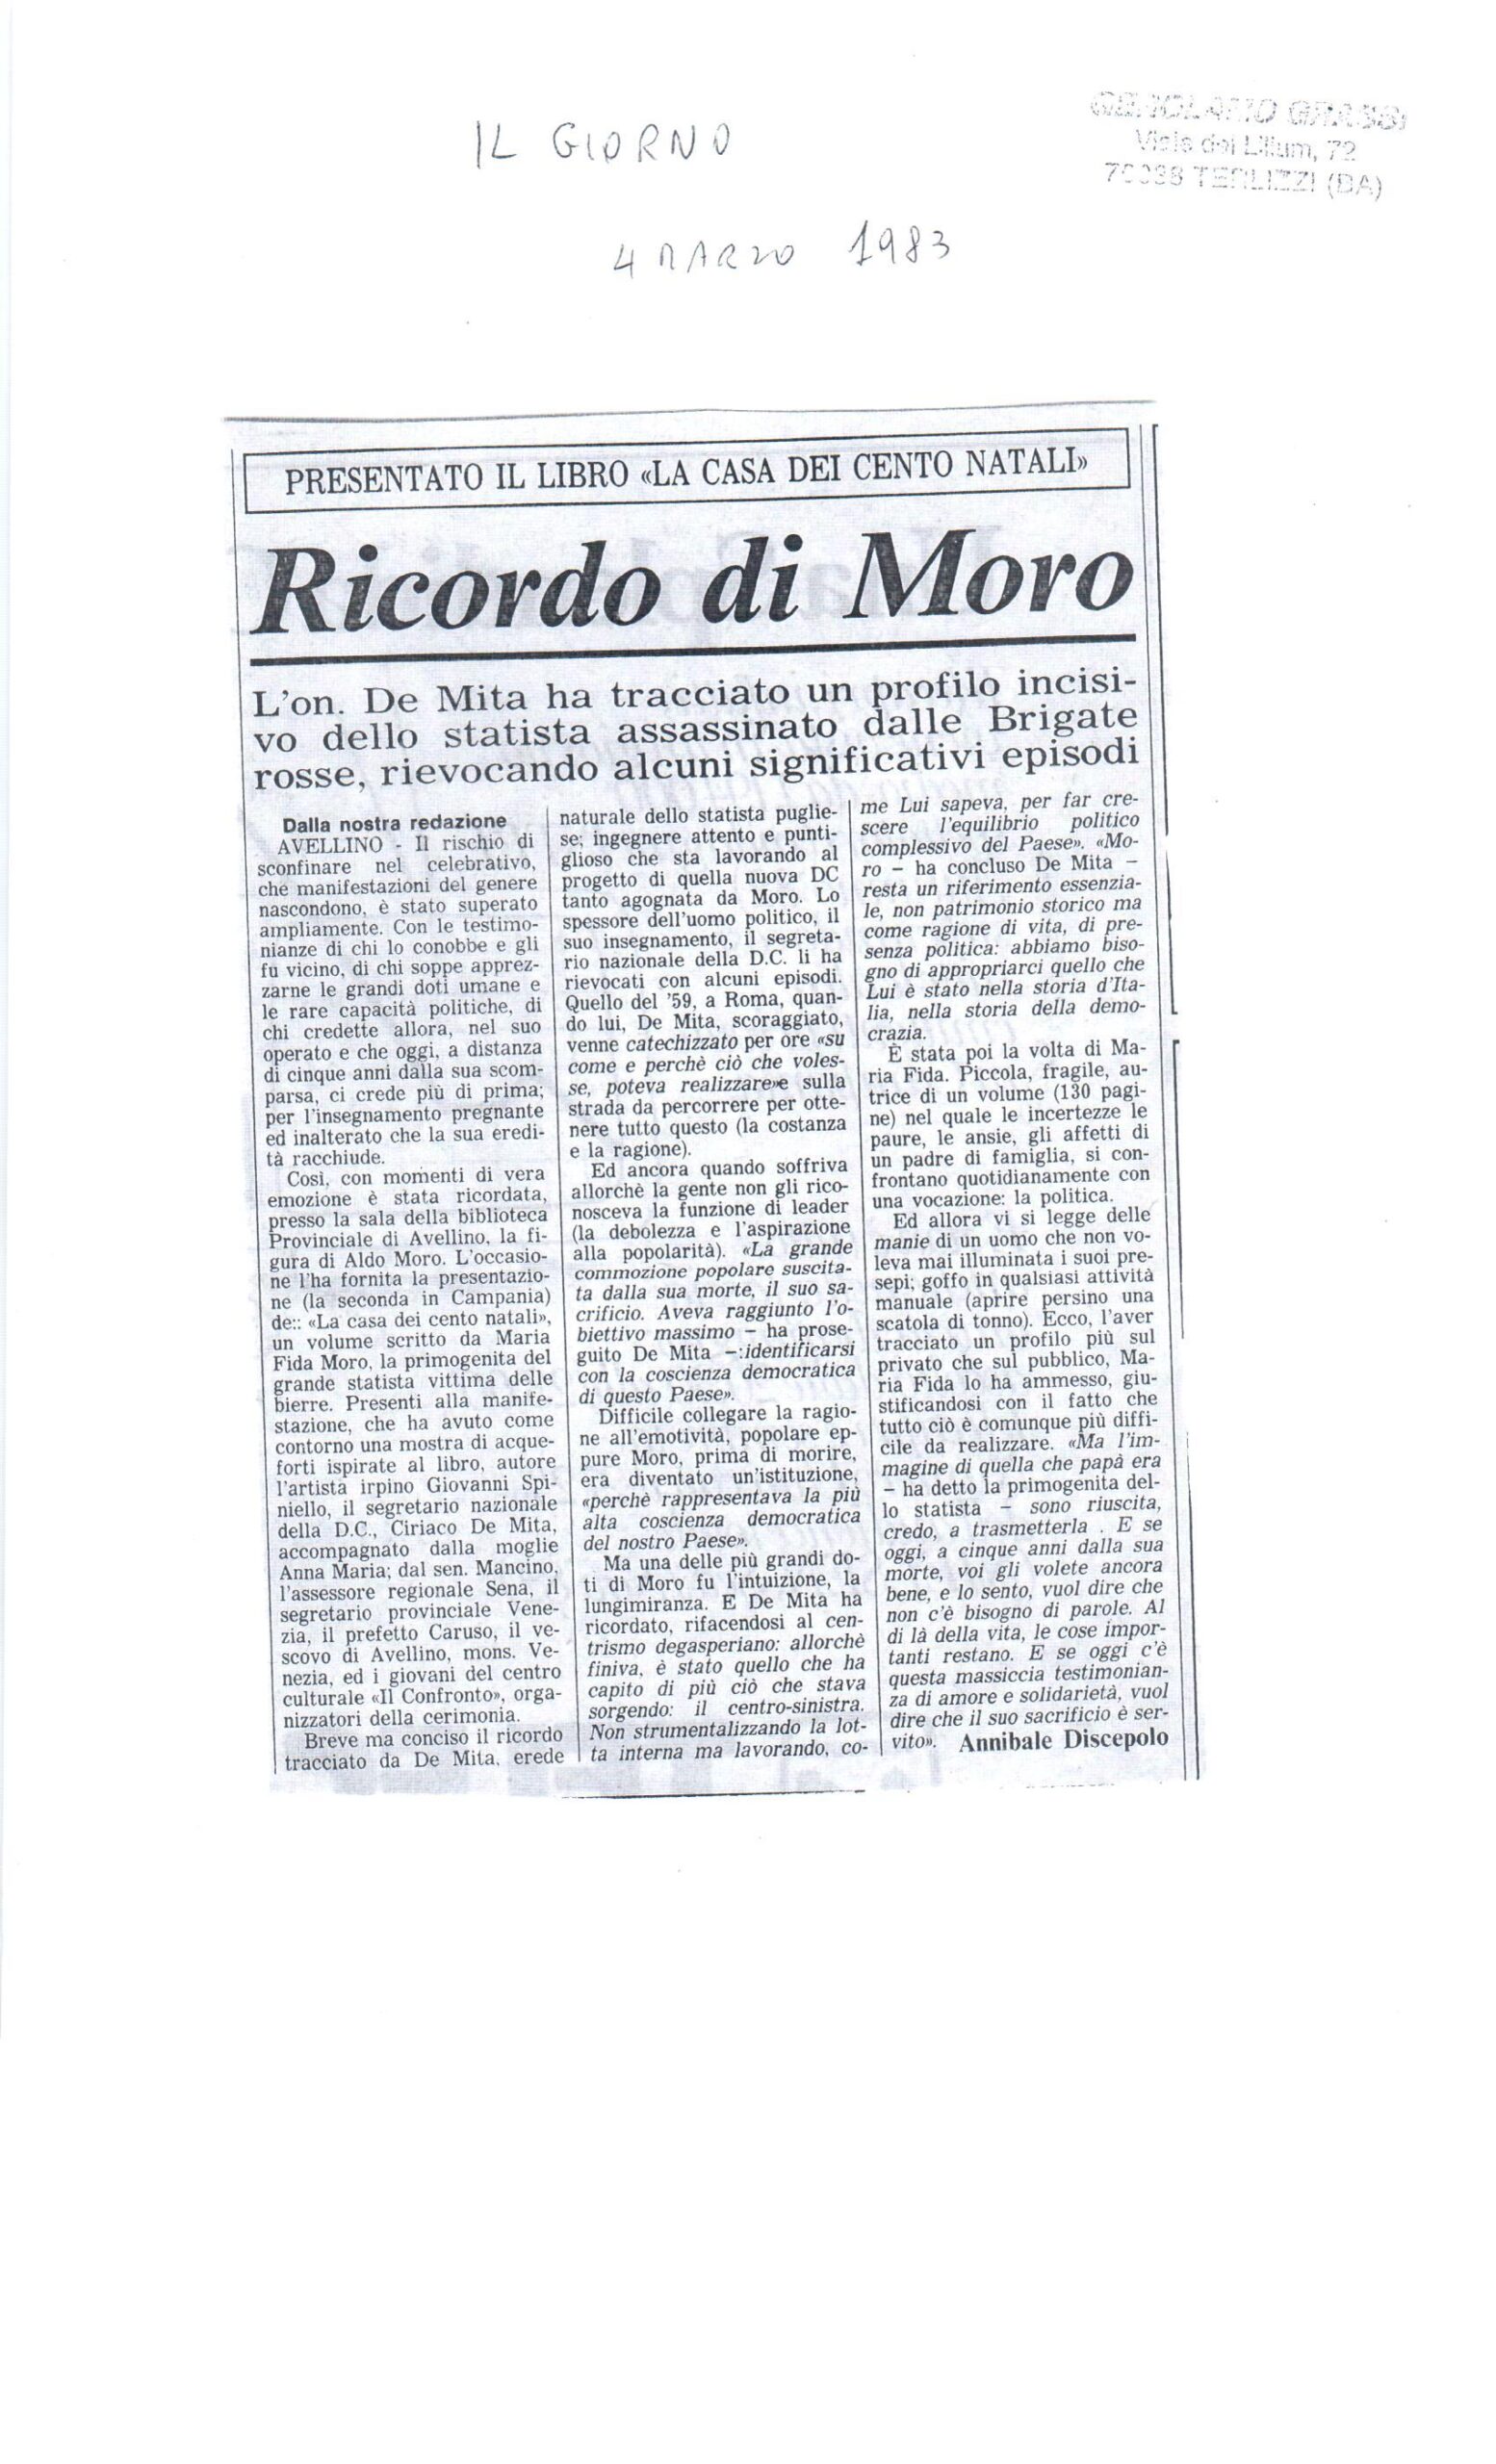 IL GIORNO
GEROLAMO GRASSI
Viale dei Lilium, 72
70038 TERLIZZI (BA)
4 MARZO 1983
PRESENTATO IL LIBRO «LA CASA DEI CENTO NATALI»
Ricordo di Moro
L'on. De Mita ha tracciato un profilo incisi-
vo dello statista assassinato dalle Brigate
rosse, rievocando alcuni significativi episodi
Dalla nostra redazione
AVELLINO - Il rischio di
sconfinare nel celebrativo,
che manifestazioni del genere
nascondono, è stato superato
ampliamente. Con le testimo-
nianze di chi lo conobbe e gli
fu vicino, di chi soppe apprez-
zarne le grandi doti umane e
le rare capacità politiche, di
chi credette allora, nel suo
operato e che oggi, a distanza
di cinque anni dalla sua scom-
parsa, ci crede più di prima;
per l'insegnamento pregnante
ed inalterato che la sua eredi-
tà racchiude.
Così, con momenti di vera
emozione è stata ricordata,
presso la sala della biblioteca
Provinciale di Avellino, la fi-
gura di Aldo Moro. L'occasio-
ne l'ha fornita la presentazio-
ne (la seconda in Campania)
de:: «La casa dei cento natali»,
un volume scritto da Maria
Fida Moro, la primogenita del
grande statista vittima delle
bierre. Presenti alla manife-
stazione, che ha avuto come
contorno una mostra di acque-
forti ispirate al libro, autore
l'artista irpino Giovanni Spi-
niello, il segretario nazionale
della D.C., Ciriaco De Mita,
accompagnato dalla moglie
Anna Maria; dal sen. Mancino,
l'assessore regionale Sena, il
segretario provinciale Vene-
zia, il prefetto Caruso, il ve-
scovo di Avellino, mons. Ve-
nezia, ed i giovani del centro
culturale «Il Confronto», orga-
nizzatori della cerimonia.
Breve ma conciso il ricordo
tracciato da De Mita, erede
naturale dello statista puglie-
se; ingegnere attento e punti-
glioso che sta lavorando al
progetto di quella nuova DC
tanto agognata da Moro. Lo
spessore dell'uomo politico, il
suo insegnamento, il segreta-
rio nazionale della D.C. li ha
rievocati con alcuni episodi.
Quello del '59, a Roma, quan-
do lui, De Mita, scoraggiato,
venne catechizzato per ore «su
come e perchè ciò che voles-
se, poteva realizzare»e sulla
strada da percorrere per otte-
nere tutto questo (la costanza
e la ragione).
Ed ancora quando soffriva
allorchè la gente non gli rico-
nosceva la funzione di leader
(la debolezza e l'aspirazione
alla popolarità). «La grande
commozione popolare suscita-
ta dalla sua morte, il suo sa-
crificio. Aveva raggiunto l'o-
biettivo massimo – ha prose-
guito De Mita –:identificarsi
con la coscienza democratica
di questo Paese».
Difficile collegare la ragio-
ne all'emotività, popolare ep-
pure Moro, prima di morire,
era diventato un'istituzione,
«perchè rappresentava la più
alta coscienza democratica
del nostro Paese».
Ma una delle più grandi do-
ti di Moro fu l'intuizione, la
lungimiranza. E De Mita ha
ricordato, rifacendosi al cen-
trismo degasperiano: allorchè
finiva, è stato quello che ha
capito di più ciò che stava
sorgendo: il centro-sinistra.
Non strumentalizzando la lot-
ta interna ma lavorando, co-
me Lui sapeva, per far cre-
scere l'equilibrio politico
complessivo del Paese». «Mo-
ro – ha concluso De Mita –
resta un riferimento essenzia-
le, non patrimonio storico ma
come ragione di vita, di pre-
senza politica: abbiamo biso-
gno di appropriarci quello che
Lui è stato nella storia d'Ita-
lia, nella storia della demo-
crazia.
È stata poi la volta di Ma-
ria Fida. Piccola, fragile, au-
trice di un volume (130 pagi-
ne) nel quale le incertezze le
paure, le ansie, gli affetti di
un padre di famiglia, si con-
frontano quotidianamente con
una vocazione: la politica.
Ed allora vi si legge delle
manie di un uomo che non vo-
leva mai illuminata i suoi pre-
sepi; goffo in qualsiasi attività
manuale (aprire persino una
scatola di tonno). Ecco, l'aver
tracciato un profilo più sul
privato che sul pubblico, Ma-
ria Fida lo ha ammesso, giu-
stificandosi con il fatto che
tutto ciò è comunque più diffi-
cile da realizzare. «Ma l'im-
magine di quella che papà era
– ha detto la primogenita del-
lo statista – sono riuscita,
credo, a trasmetterla . E se
oggi, a cinque anni dalla sua
morte, voi gli volete ancora
bene, e lo sento, vuol dire che
non c'è bisogno di parole. Al
di là della vita, le cose impor-
tanti restano. E se oggi c'è
questa massiccia testimonian-
za di amore e solidarietà, vuol
dire che il suo sacrificio è ser-
vito». Annibale Discepolo